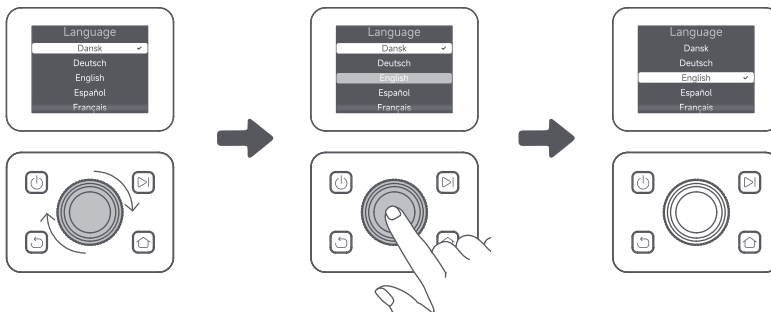 Language
Dansk
Deutsch
English
Español
Français
Language
Dansk
Deutsch
English
Español
Français
Language
Dansk
Deutsch
English
Español
Français